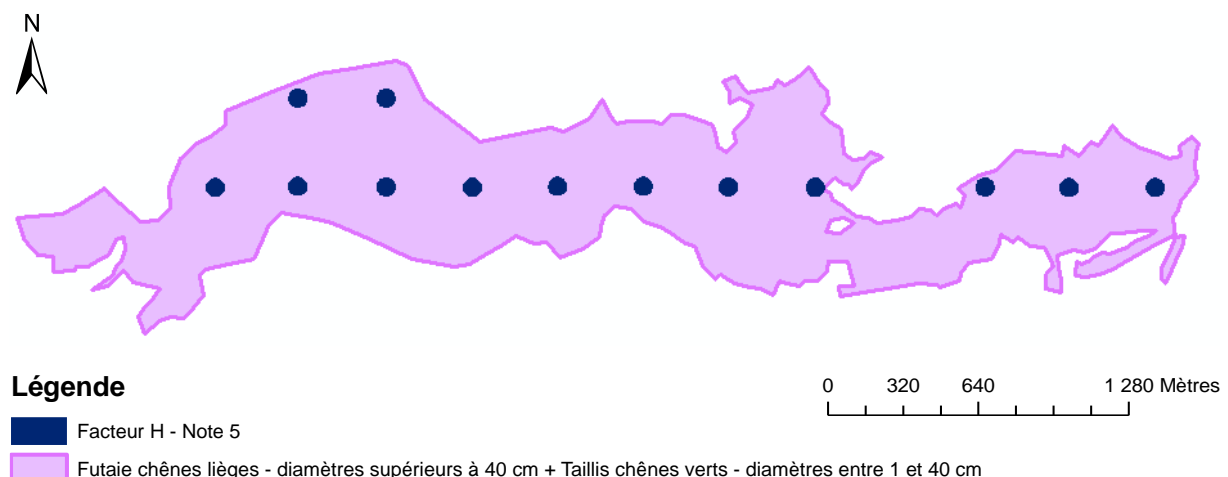 N
Légende
0 320 640 1 280 Mètres
Facteur H - Note 5
Futaie chênes lièges - diamètres supérieurs à 40 cm + Taillis chênes verts - diamètres entre 1 et 40 cm